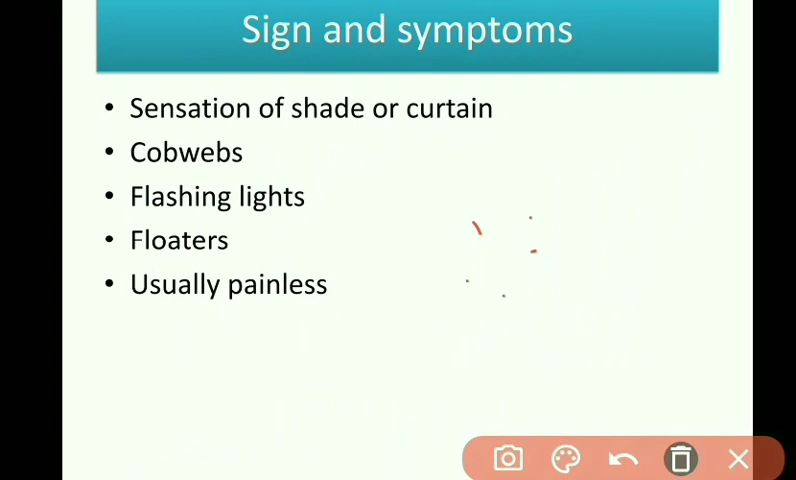 Sign and symptoms
• Sensation of shade or curtain
• Cobwebs
• Flashing lights
• Floaters
• Usually painless